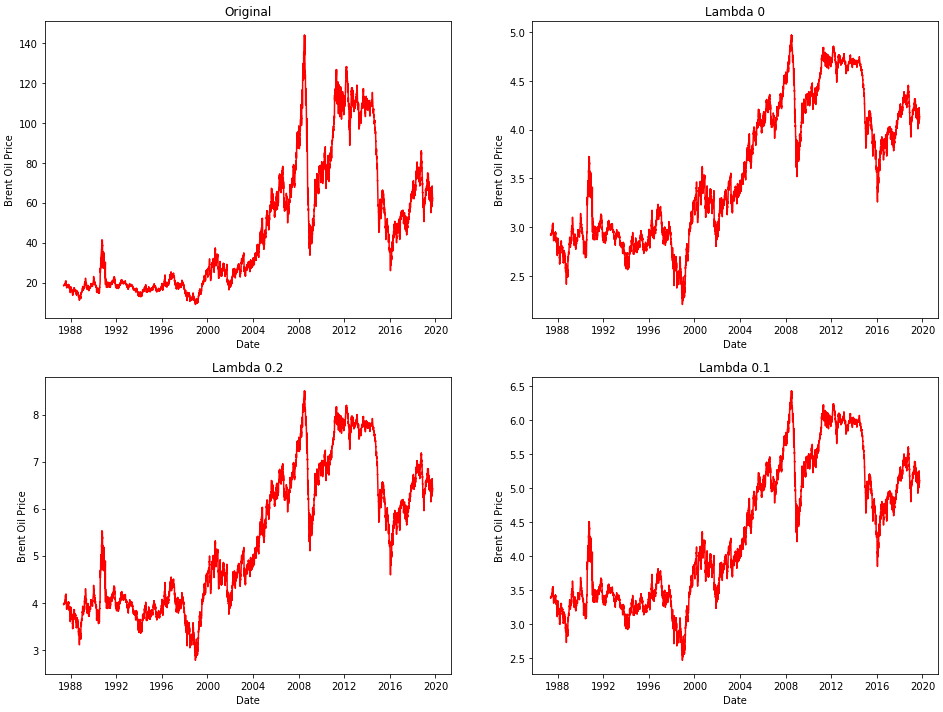 Original
Brent Oil Price
140
120
100
80
60
40
20
1988 1992 1996 2000 2004 2008 2012 2016 2020
Date
Lambda 0
Brent Oil Price
5.0
4.5
4.0
3.5
3.0
2.5
1988 1992 1996 2000 2004 2008 2012 2016 2020
Date
Lambda 0.2
Brent Oil Price
8
7
6
5
4
3
1988 1992 1996 2000 2004 2008 2012 2016 2020
Date
Lambda 0.1
Brent Oil Price
6.5
6.0
5.5
5.0
4.5
4.0
3.5
3.0
2.5
1988 1992 1996 2000 2004 2008 2012 2016 2020
Date